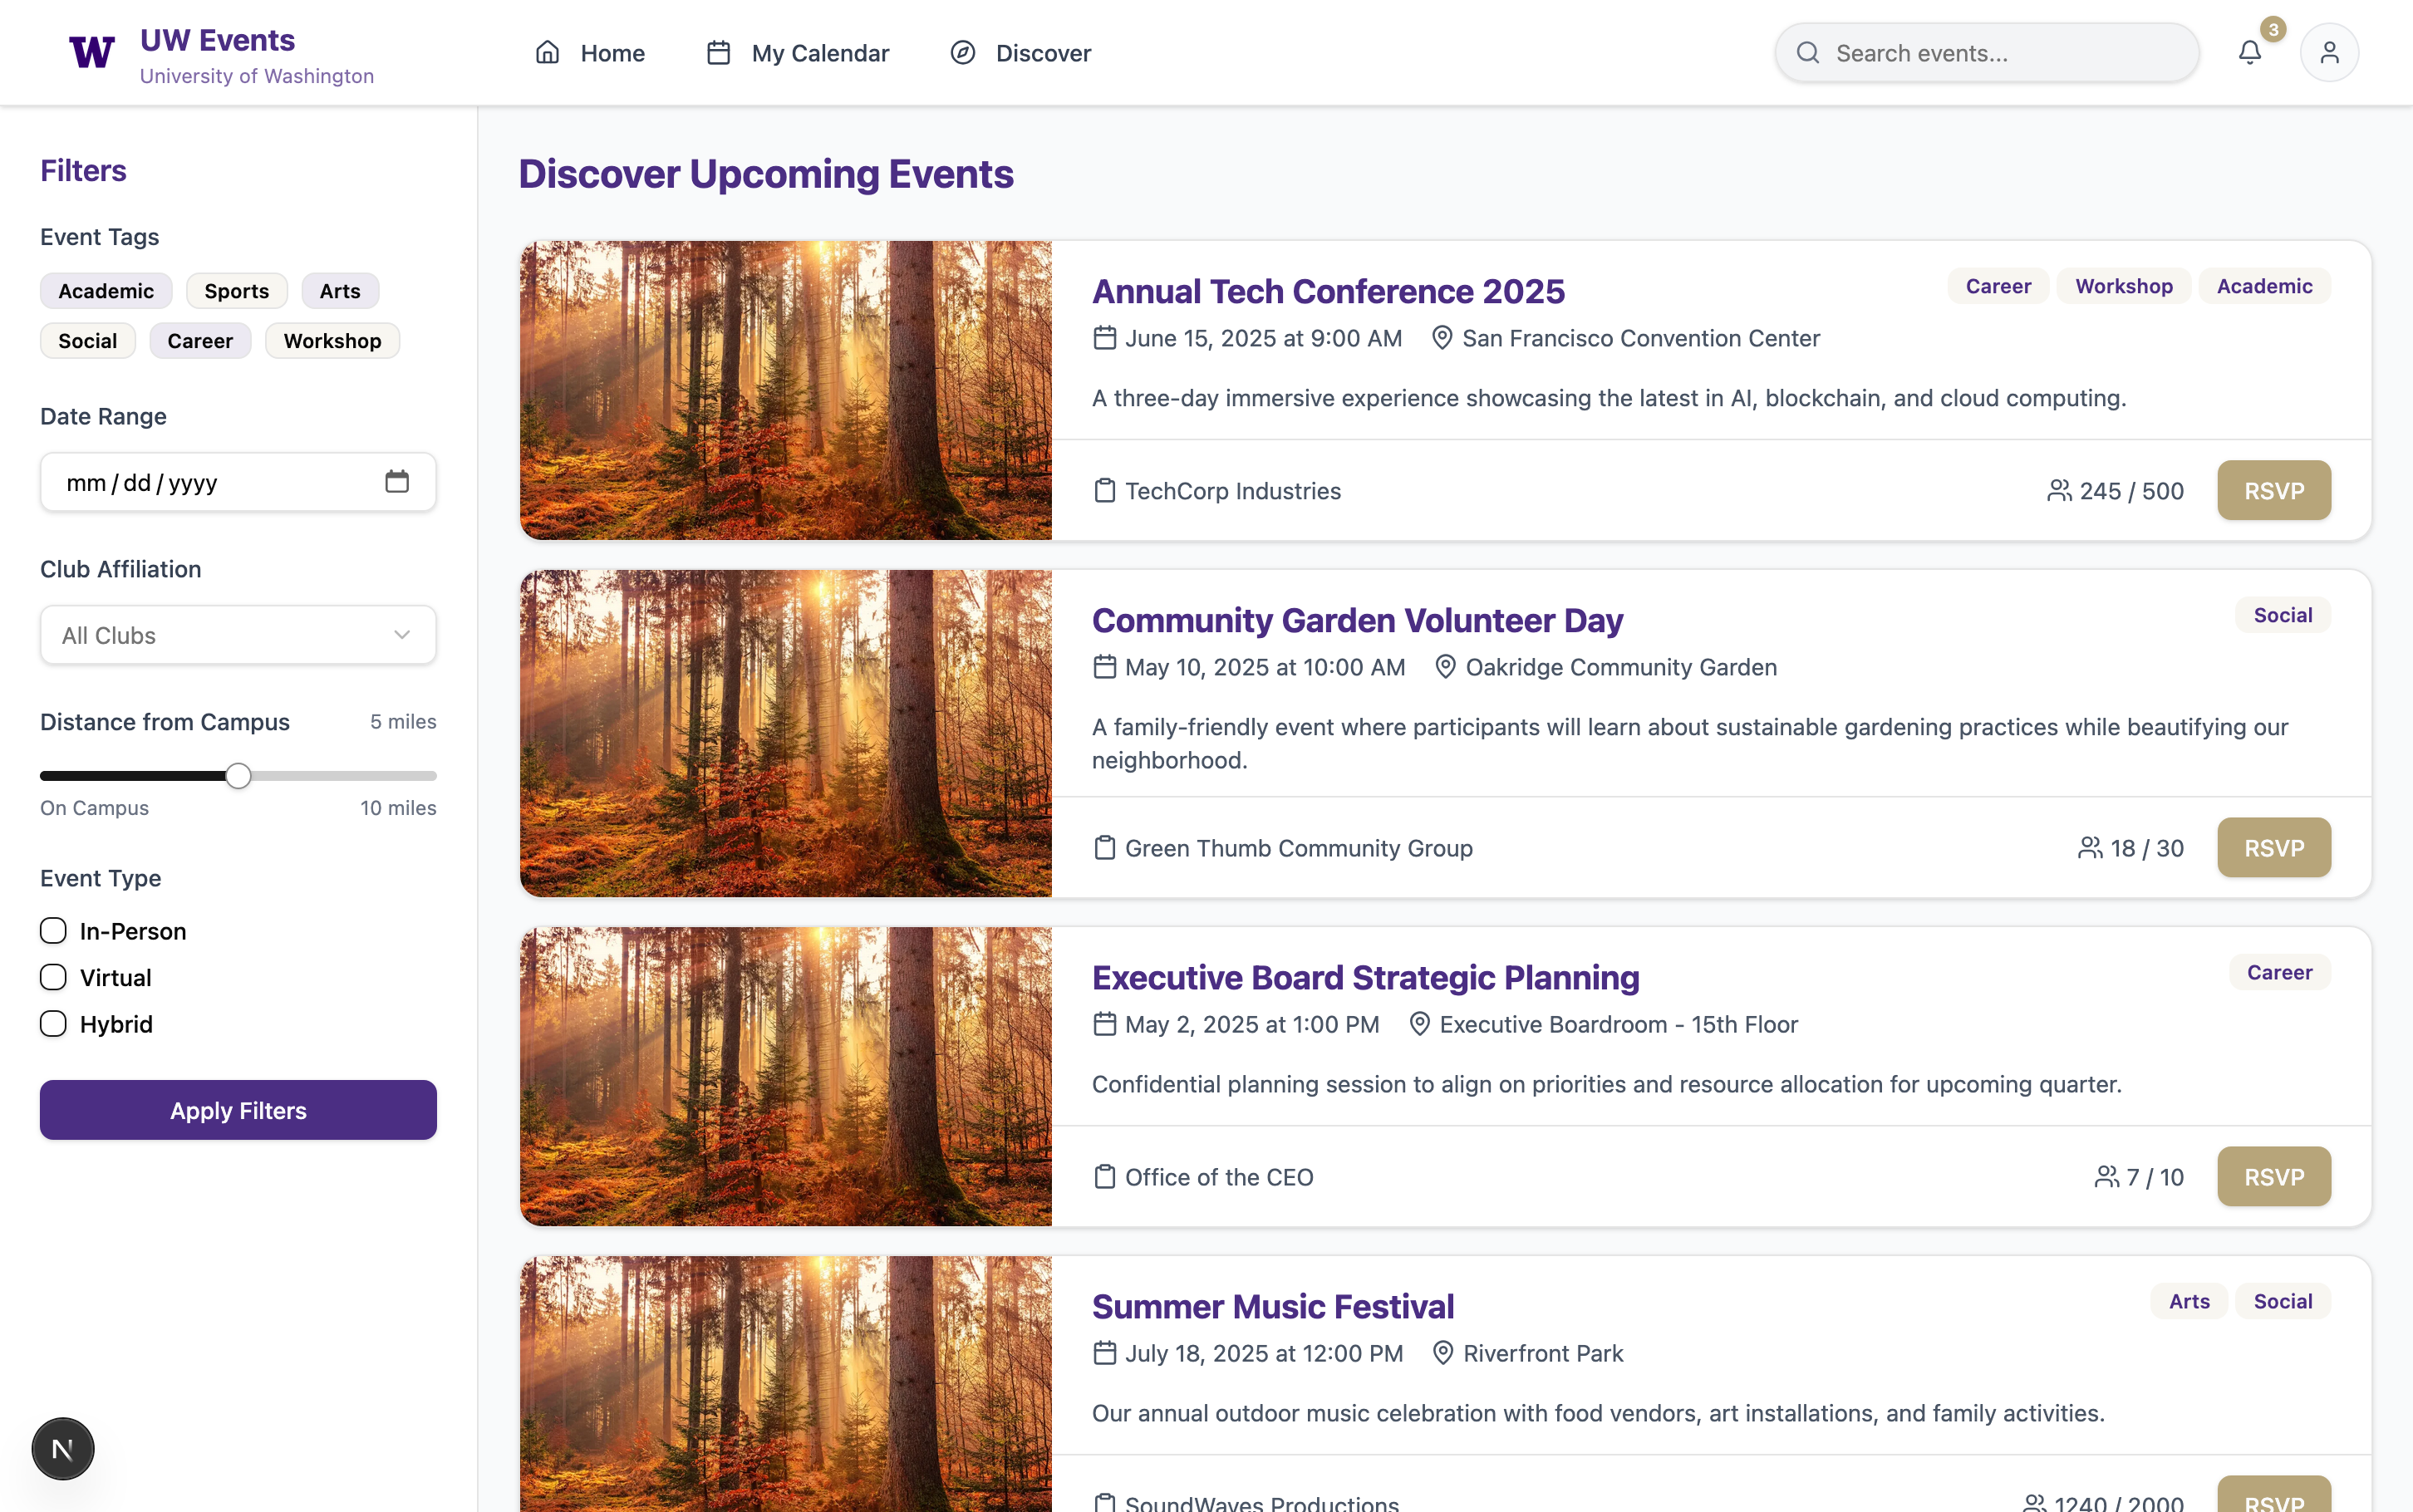 W
UW Events
University of Washington
Home
My Calendar
Discover
Search events...
3
Filters
Event Tags
Academic Sports Arts
Social Career Workshop
Date Range
mm/dd/yyyy
Club Affiliation
All Clubs
Distance from Campus 5 miles
On Campus 10 miles
Event Type
In-Person
Virtual
Hybrid
Apply Filters
N
Discover Upcoming Events
Annual Tech Conference 2025
Career Workshop Academic
June 15, 2025 at 9:00 AM San Francisco Convention Center
A three-day immersive experience showcasing the latest in AI, blockchain, and cloud computing.
TechCorp Industries 245 / 500 RSVP
Community Garden Volunteer Day
Social
May 10, 2025 at 10:00 AM Oakridge Community Garden
A family-friendly event where participants will learn about sustainable gardening practices while beautifying our
neighborhood.
Green Thumb Community Group 18 / 30 RSVP
Executive Board Strategic Planning
Career
May 2, 2025 at 1:00 PM Executive Boardroom - 15th Floor
Confidential planning session to align on priorities and resource allocation for upcoming quarter.
Office of the CEO 7 / 10 RSVP
Summer Music Festival
Arts Social
July 18, 2025 at 12:00 PM Riverfront Park
Our annual outdoor music celebration with food vendors, art installations, and family activities.
SoundWaves Productions 1240 / 2000 RSVP